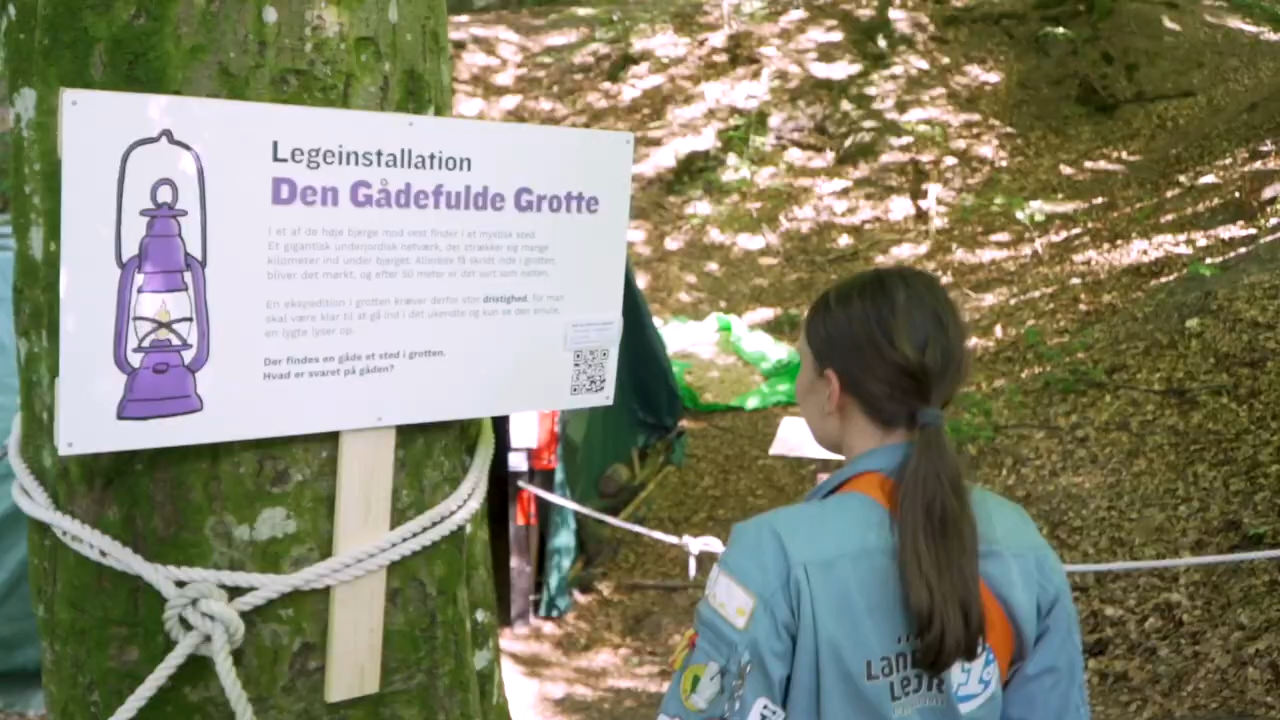 Legeinstallation
Den Gådefulde Grotte
I et af de høje bjerge mod vest finder I et mystisk sted.
Et gigantisk underjordisk netværk, der strækker sig mange
kilometer ind under bjerget. Allerede få skridt inde i grotten,
bliver det mørkt, og efter 50 meter er det sort som natten.
En ekspedition i grotten kræver derfor stor dristighed, for man
skal være klar til at gå ind i det ukendte og kun se den smule,
en lygte lyser op.
Der findes en gåde et sted i grotten.
Hvad er svaret på gåden?